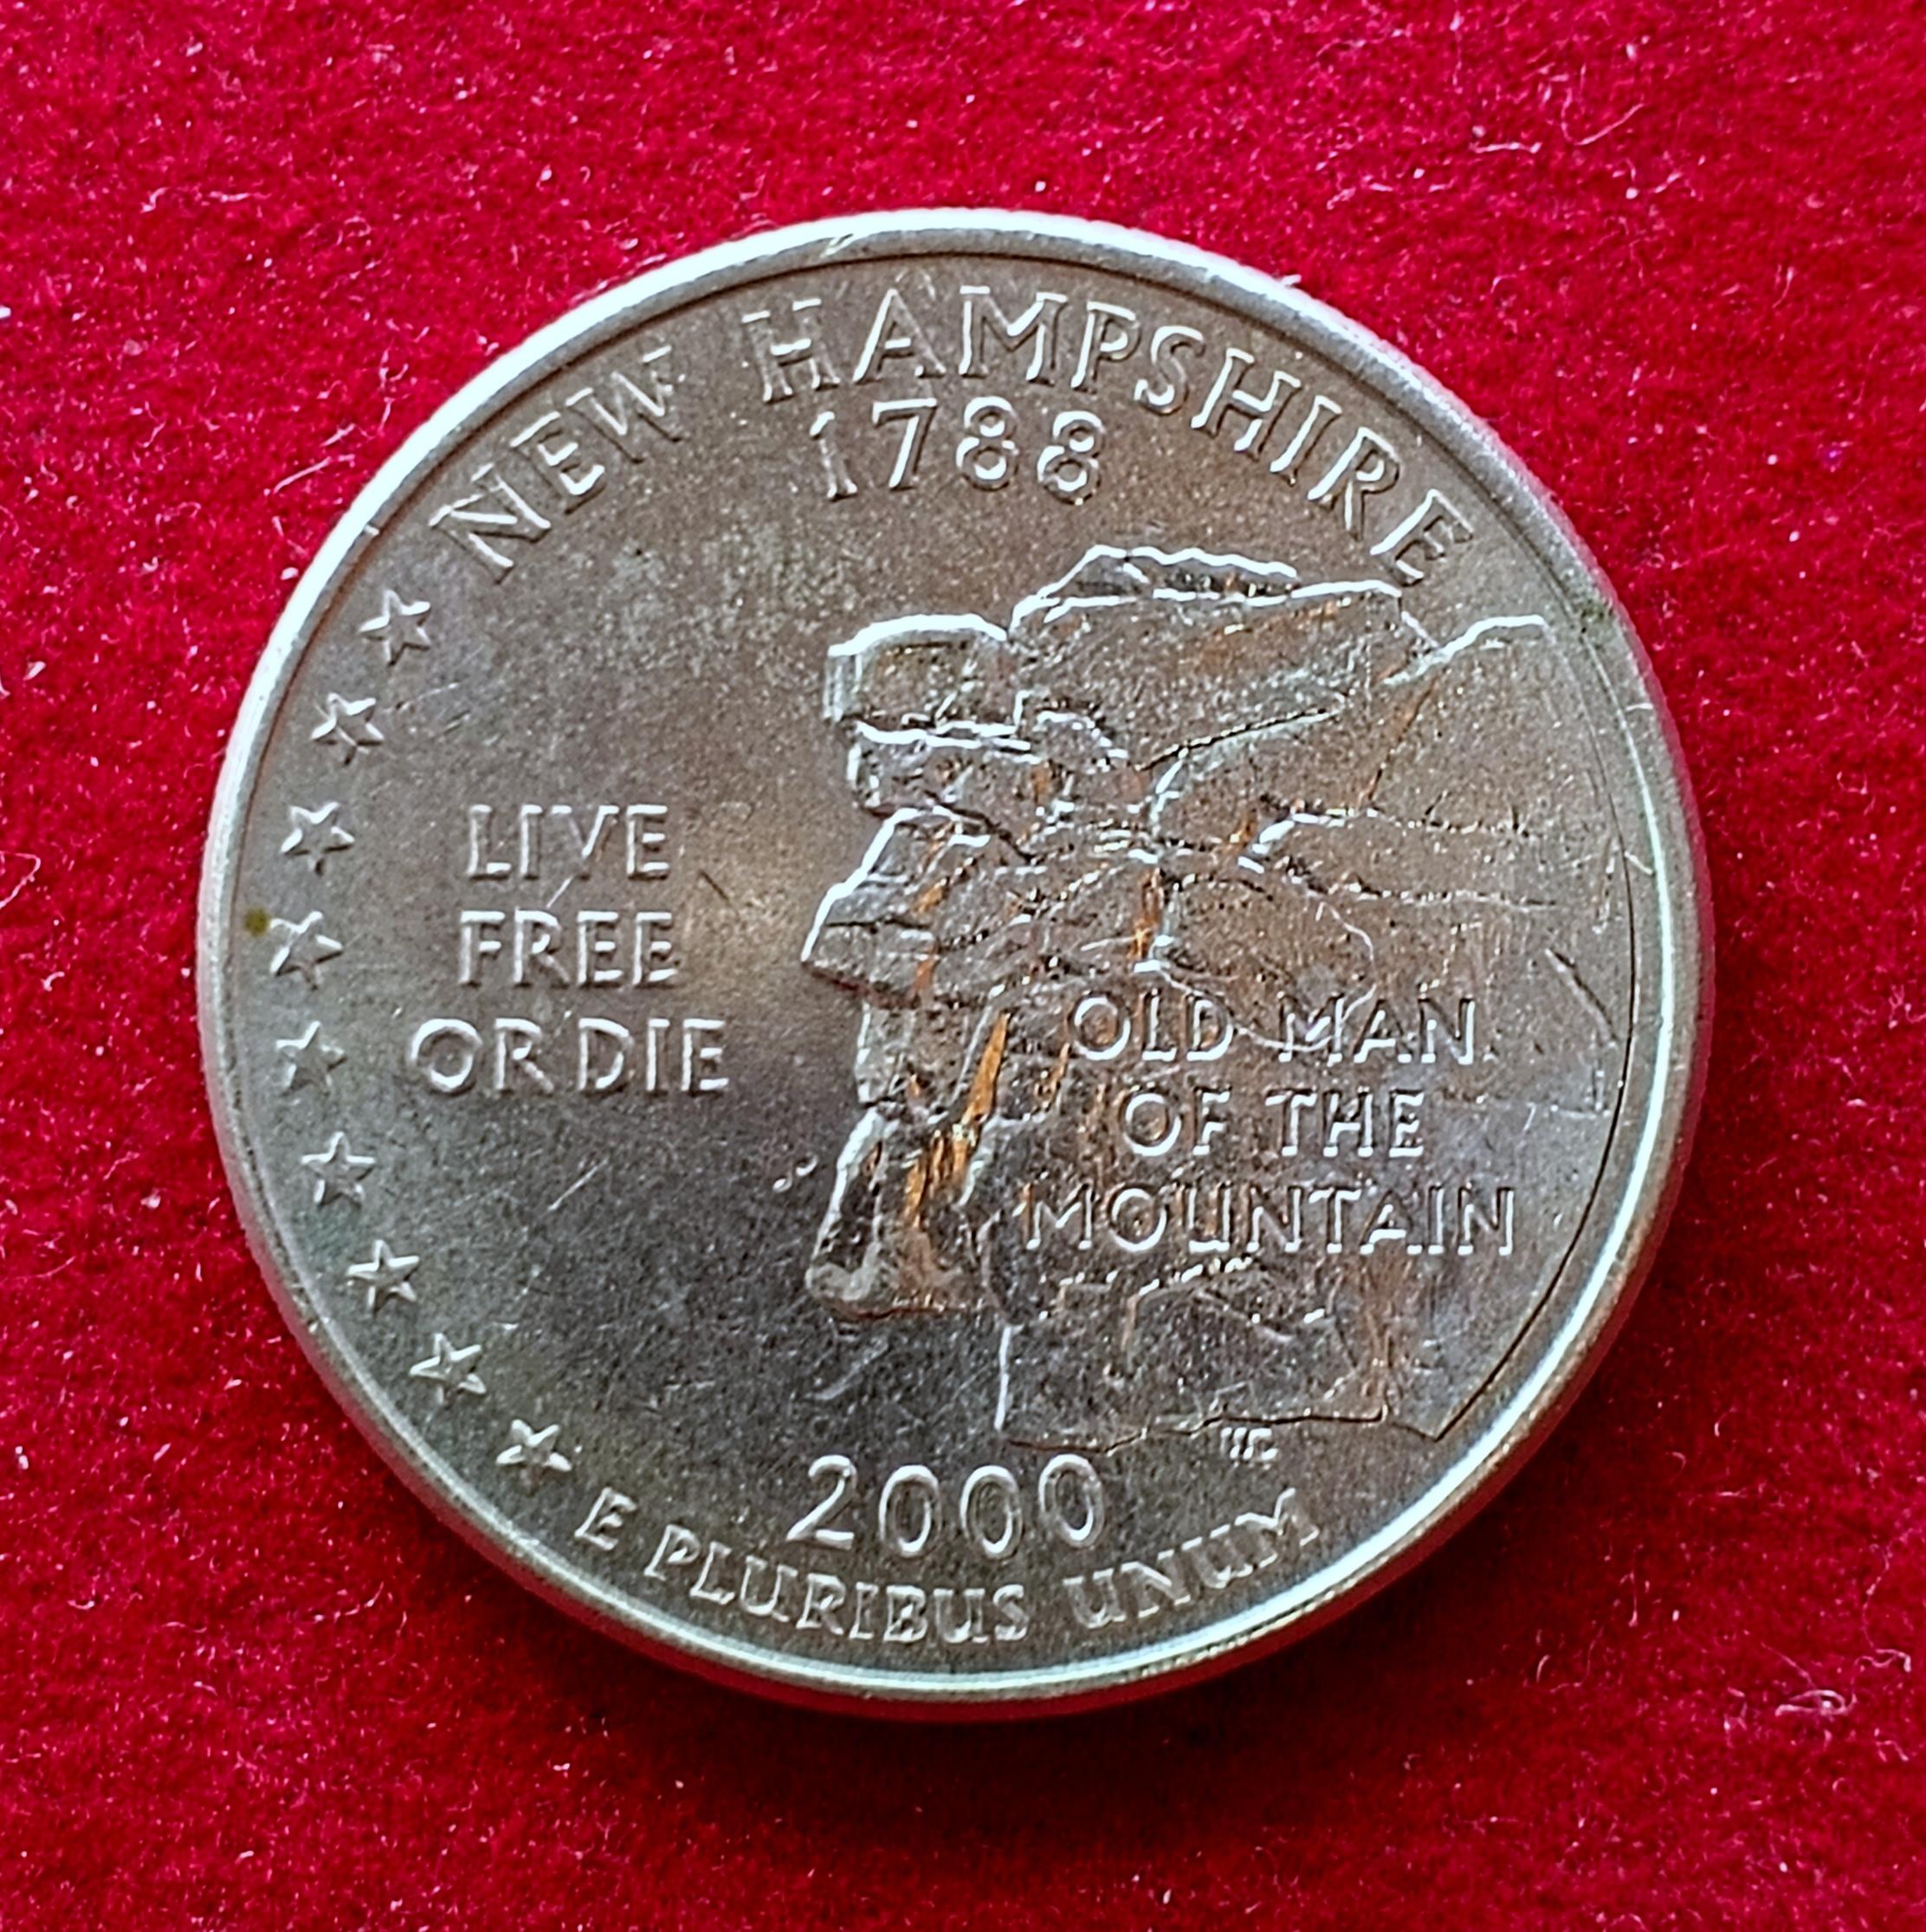 NEW HAMPSHIRE
1788
LIVE
FREE
OR DIE
OLD MAN
OF THE
MOUNTAIN
2000
E PLURIBUS UNUM